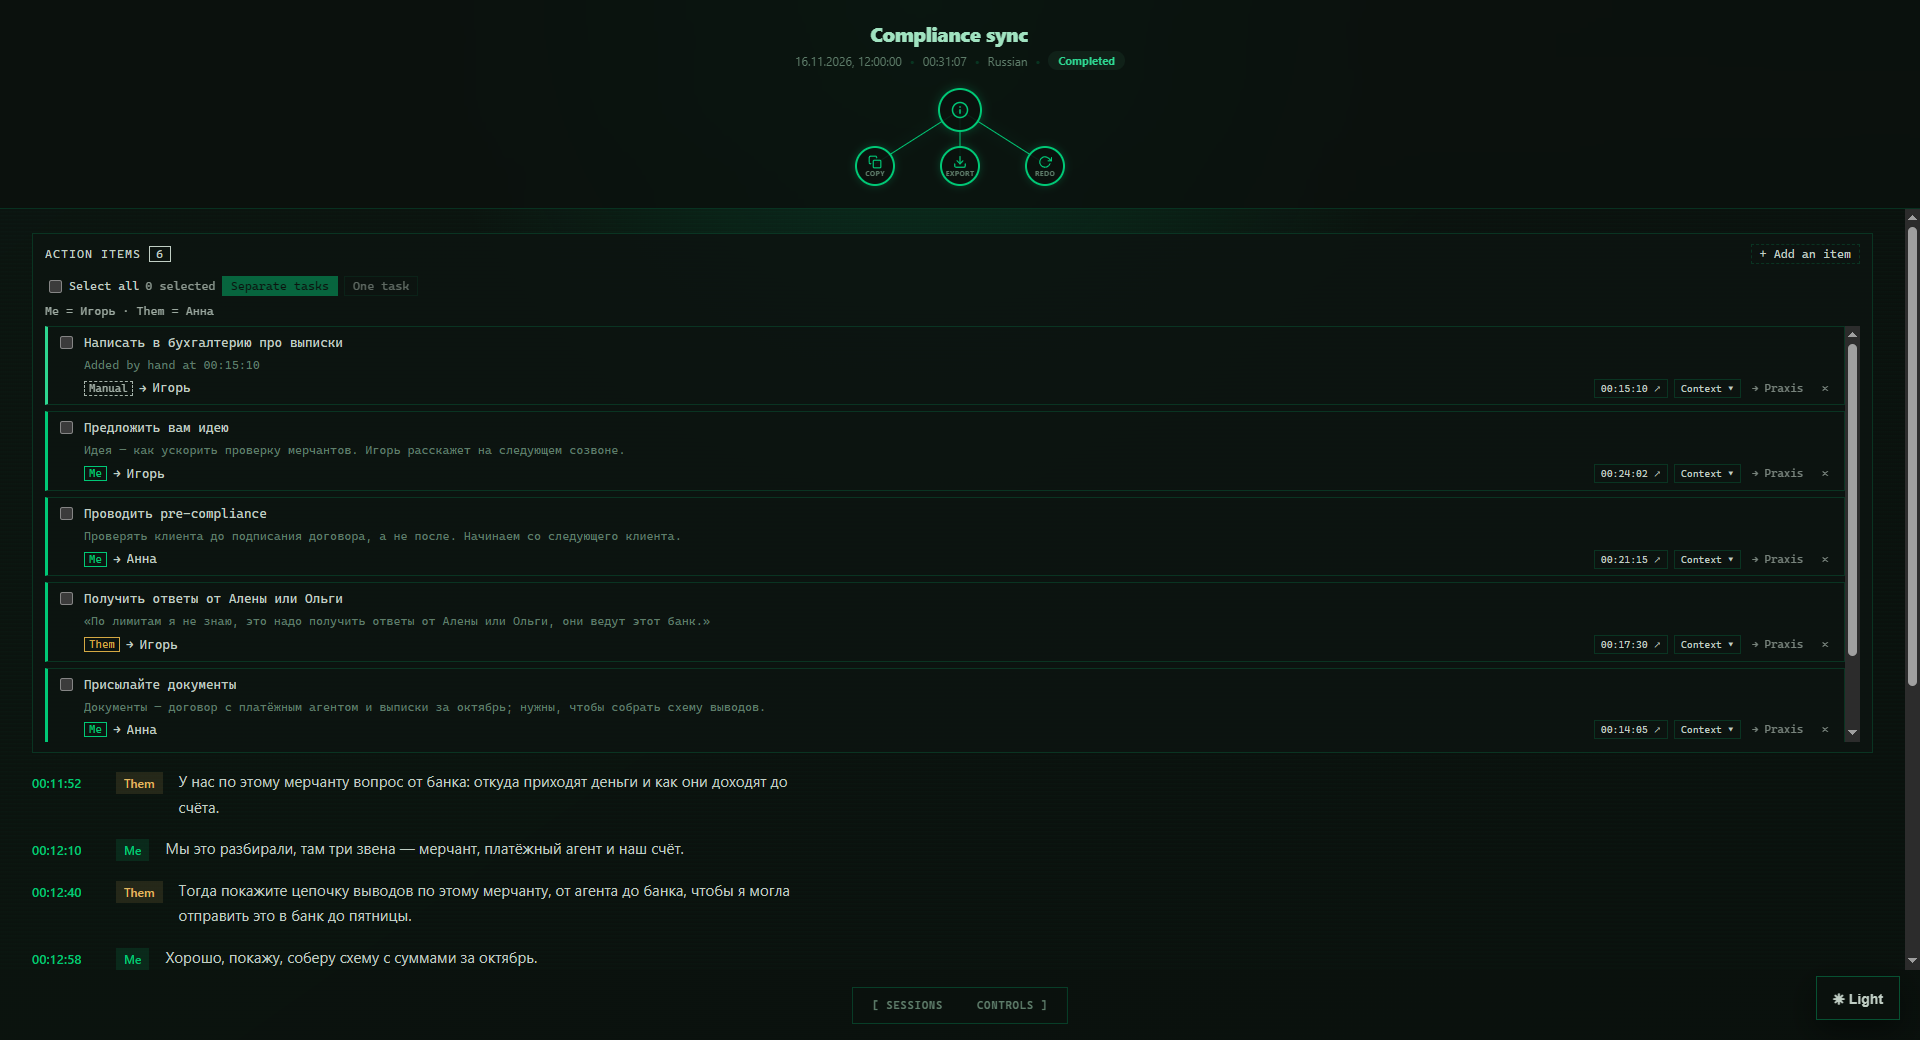 Compliance sync
16.11.2026, 12:00:00 · 00:31:07 · Russian · Completed
COPY
EXPORT
REDO
ACTION ITEMS 6
+ Add an item
Select all 0 selected Separate tasks One task
Me = Игорь · Them = Анна
Написать в бухгалтерию про выписки
Added by hand at 00:15:10
Manual → Игорь
00:15:10 ↗ Context ▾ → Praxis ×
Предложить вам идею
Идея — как ускорить проверку мерчантов. Игорь расскажет на следующем созвоне.
Me → Игорь
00:24:02 ↗ Context ▾ → Praxis ×
Проводить pre-compliance
Проверять клиента до подписания договора, а не после. Начинаем со следующего клиента.
Me → Анна
00:21:15 ↗ Context ▾ → Praxis ×
Получить ответы от Алены или Ольги
«По лимитам я не знаю, это надо получить ответы от Алены или Ольги, они ведут этот банк.»
Them → Игорь
00:17:30 ↗ Context ▾ → Praxis ×
Присылайте документы
Документы — договор с платёжным агентом и выписки за октябрь; нужны, чтобы собрать схему выводов.
Me → Анна
00:14:05 ↗ Context ▾ → Praxis ×
00:11:52 Them У нас по этому мерчанту вопрос от банка: откуда приходят деньги и как они доходят до
счёта.
00:12:10 Me Мы это разбирали, там три звена — мерчант, платёжный агент и наш счёт.
00:12:40 Them Тогда покажите цепочку выводов по этому мерчанту, от агента до банка, чтобы я могла
отправить это в банк до пятницы.
00:12:58 Me Хорошо, покажу, соберу схему с суммами за октябрь.
[ SESSIONS CONTROLS ]
Light